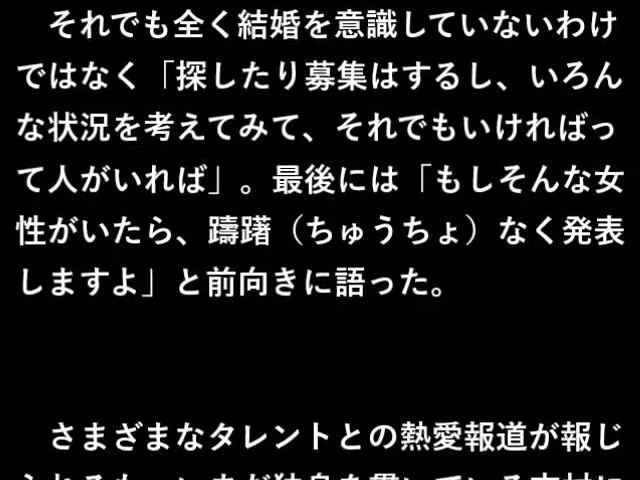 それでも全く結婚を意識していないわけ
ではなく「探したり募集はするし、いろん
な状況を考えてみて、それでもいければっ
て人がいれば」。最後には「もしそんな女
性がいたら、躊躇（ちゅうちょ）なく発表
しますよ」と前向きに語った。
さまざまなタレントとの熱愛報道が報じ